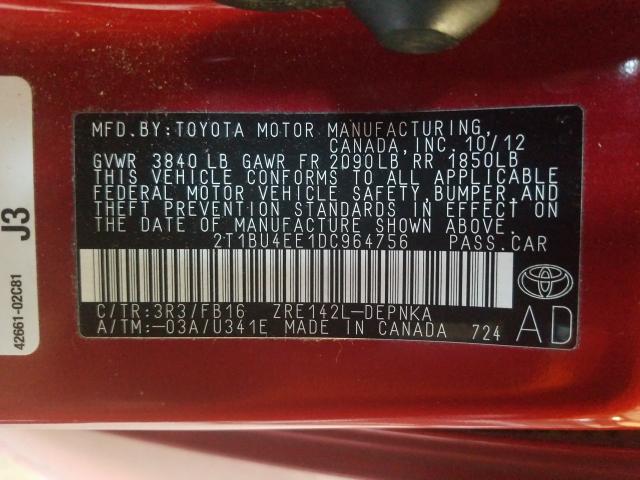 MFD.BY:TOYOTA MOTOR MANUFACTURING,
CANADA, INC. 10/12
GVWR 3840 LB GAWR FR 2090LB RR 1850LB
THIS VEHICLE CONFORMS TO ALL APPLICABLE
FEDERAL MOTOR VEHICLE SAFETY,BUMPER,AND
THEFT PREVENTION STANDARDS IN EFFECT ON
THE DATE OF MANUFACTURE SHOWN ABOVE.
2T1BU4EE1DC964756 PASS.CAR
C/TR:3R3/FB16 ZRE142L-DEPNKA
A/TM:-03A/U341E MADE IN CANADA 724
AD
J3
42661-02C81